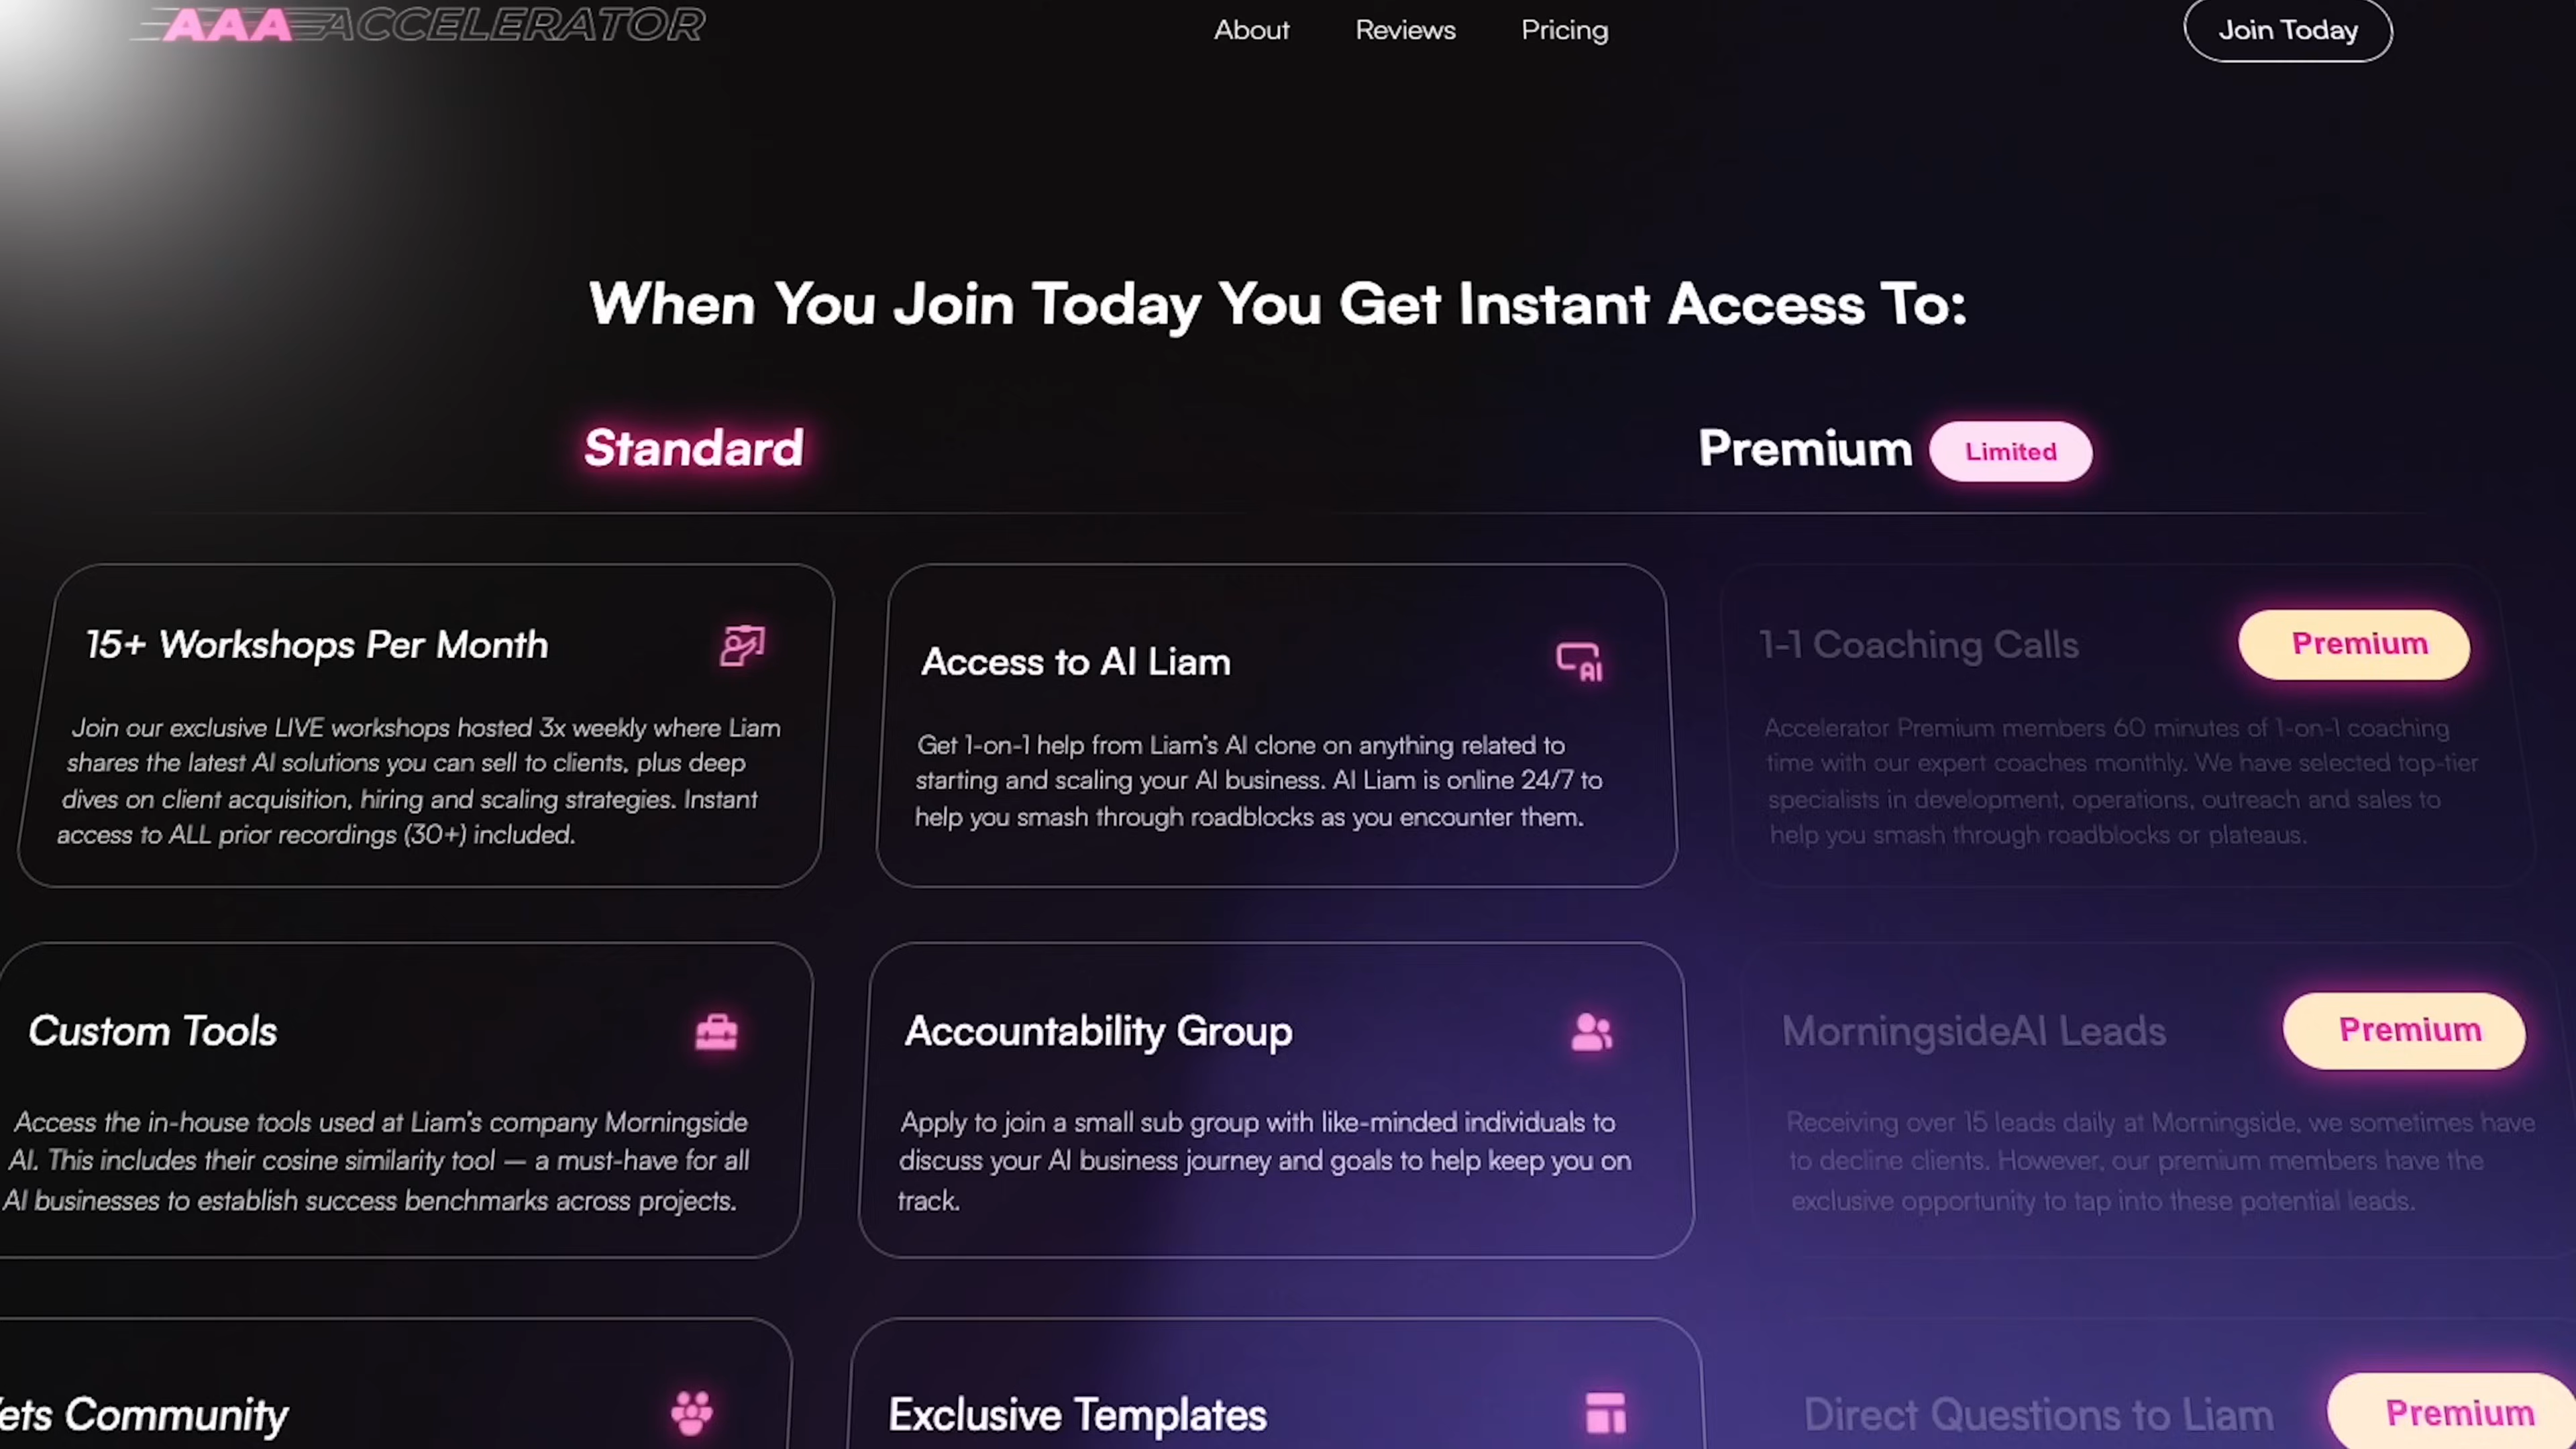 AAA ACCELERATOR
About
Reviews
Pricing
Join Today
When You Join Today You Get Instant Access To:
Standard
Premium
Limited
15+ Workshops Per Month
Join our exclusive LIVE workshops hosted 3x weekly where Liam
shares the latest AI solutions you can sell to clients, plus deep
dives on client acquisition, hiring and scaling strategies. Instant
access to ALL prior recordings (30+) included.
Access to AI Liam
AI
Get 1-on-1 help from Liam's AI clone on anything related to
starting and scaling your AI business. AI Liam is online 24/7 to
help you smash through roadblocks as you encounter them.
1-1 Coaching Calls
Premium
Accelerator Premium members 60 minutes of 1-on-1 coaching
time with our expert coaches monthly. We have selected top-tier
specialists in development, operations, outreach and sales to
help you smash through roadblocks or plateaus.
Custom Tools
Access the in-house tools used at Liam's company Morningside
AI. This includes their cosine similarity tool — a must-have for all
AI businesses to establish success benchmarks across projects.
Accountability Group
Apply to join a small sub group with like-minded individuals to
discuss your AI business journey and goals to help keep you on
track.
MorningsideAI Leads
Premium
Receiving over 15 leads daily at Morningside, we sometimes have
to decline clients. However, our premium members have the
exclusive opportunity to tap into these potential leads.
Community
Exclusive Templates
Direct Questions to Liam
Premium